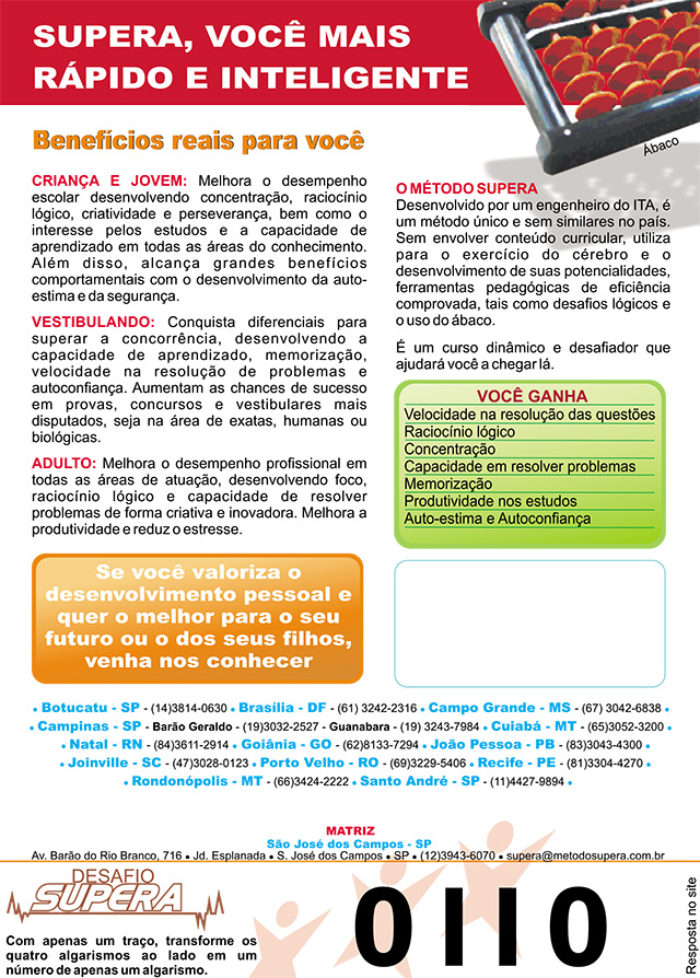 SUPERA, VOCÊ MAIS
RÁPIDO E INTELIGENTE
Ábaco
Benefícios reais para você
CRIANÇA E JOVEM: Melhora o desempenho
escolar desenvolvendo concentração, raciocínio
lógico, criatividade e perseverança, bem como o
interesse pelos estudos e a capacidade de
aprendizado em todas as áreas do conhecimento.
Além disso, alcança grandes benefícios
comportamentais com o desenvolvimento da auto-
estima e da segurança.
VESTIBULANDO: Conquista diferenciais para
superar a concorrência, desenvolvendo a
capacidade de aprendizado, memorização,
velocidade na resolução de problemas e
autoconfiança. Aumentam as chances de sucesso
em provas, concursos e vestibulares mais
disputados, seja na área de exatas, humanas ou
biológicas.
ADULTO: Melhora o desempenho profissional em
todas as áreas de atuação, desenvolvendo foco,
raciocínio lógico e capacidade de resolver
problemas de forma criativa e inovadora. Melhora a
produtividade e reduz o estresse.
O MÉTODO SUPERA
Desenvolvido por um engenheiro do ITA, é
um método único e sem similares no país.
Sem envolver conteúdo curricular, utiliza
para o exercício do cérebro e o
desenvolvimento de suas potencialidades,
ferramentas pedagógicas de eficiência
comprovada, tais como desafios lógicos e
o uso do ábaco.
É um curso dinâmico e desafiador que
ajudará você a chegar lá.
VOCÊ GANHA
Velocidade na resolução das questões
Raciocínio lógico
Concentração
Capacidade em resolver problemas
Memorização
Produtividade nos estudos
Auto-estima e Autoconfiança
Se você valoriza o
desenvolvimento pessoal e
quer o melhor para o seu
futuro ou o dos seus filhos,
venha nos conhecer
• Botucatu - SP - (14)3814-0630 • Brasília - DF - (61) 3242-2316 • Campo Grande - MS - (67) 3042-6838 •
• Campinas - SP - Barão Geraldo - (19)3032-2527 - Guanabara - (19) 3243-7984 • Cuiabá - MT - (65)3052-3200 •
• Natal - RN - (84)3611-2914 • Goiânia - GO - (62)8133-7294 • João Pessoa - PB - (83)3043-4300 •
• Joinville - SC - (47)3028-0123 • Porto Velho - RO - (69)3229-5406 • Recife - PE - (81)3304-4270 •
• Rondonópolis - MT - (66)3424-2222 • Santo André - SP - (11)4427-9894 •
MATRIZ
São José dos Campos - SP
Av. Barão do Rio Branco, 716 • Jd. Esplanada • S. José dos Campos • SP • (12)3943-6070 • supera@metodosupera.com.br
DESAFIO
SUPERA
Com apenas um traço, transforme os
quatro algarismos ao lado em um
número de apenas um algarismo.
0II0
Resposta no site